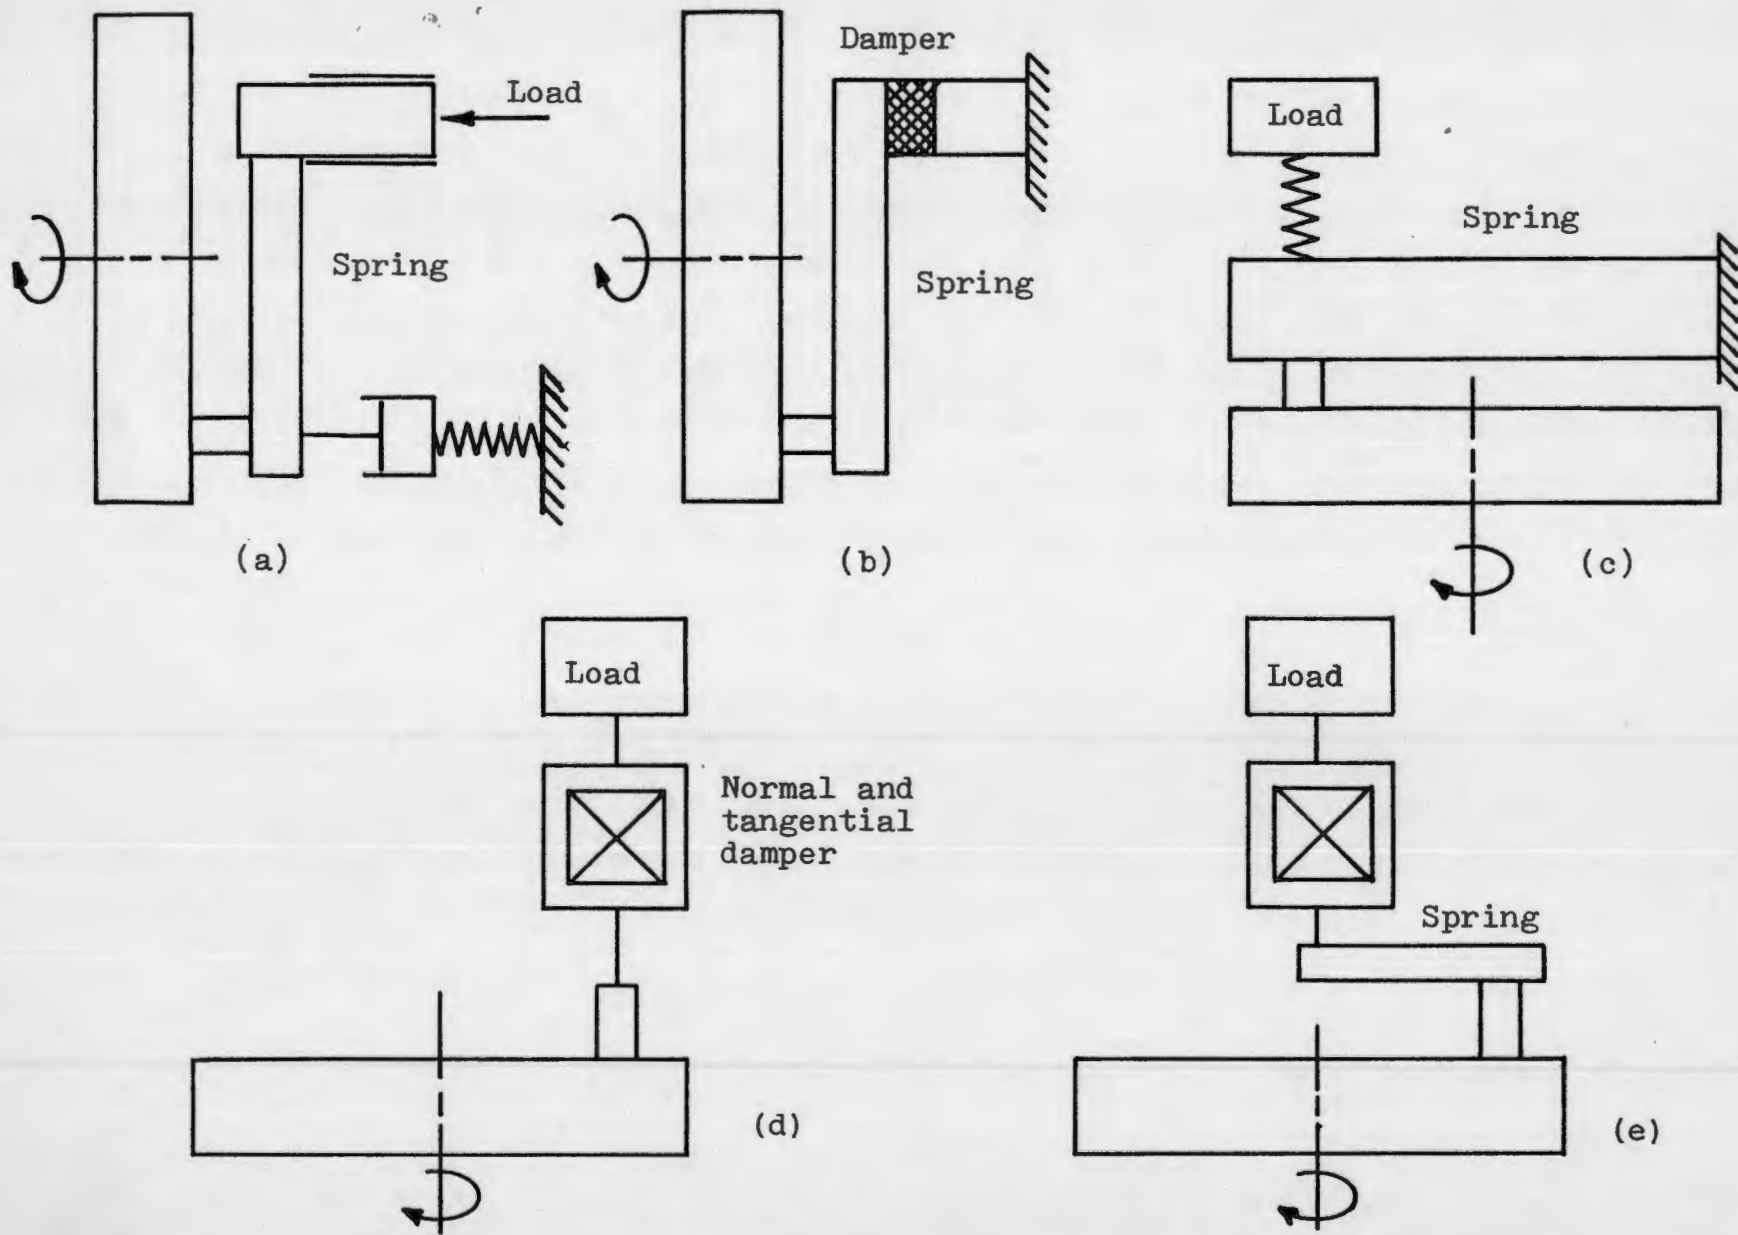 Load
Spring
(a)
Damper
Spring
(b)
Load
Spring
(c)
Load
Normal and
tangential
damper
(d)
Load
Spring
(e)